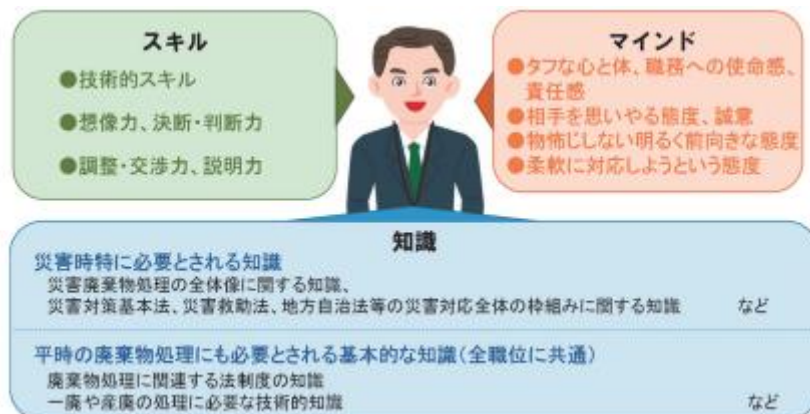 スキル
●技術的スキル
●想像力、決断・判断力
●調整・交渉力、説明力
マインド
●タフな心と体、職務への使命感、
責任感
●相手を思いやる態度、誠意
●物怖じしない明るく前向きな態度
●柔軟に対応しようという態度
知識
災害時特に必要とされる知識
災害廃棄物処理の全体像に関する知識、
災害対策基本法、災害救助法、地方自治法等の災害対応全体の枠組みに関する知識 など
平時の廃棄物処理にも必要とされる基本的な知識(全職位に共通)
廃棄物処理に関連する法制度の知識
一廃や産廃の処理に必要な技術的知識 など